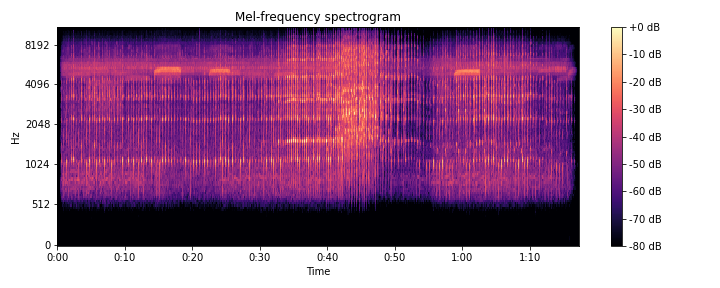 Mel-frequency spectrogram
8192
4096
2048
1024
512
0
Hz
0:00 0:10 0:20 0:30 0:40 0:50 1:00 1:10
Time
+0 dB
-10 dB
-20 dB
-30 dB
-40 dB
-50 dB
-60 dB
-70 dB
-80 dB